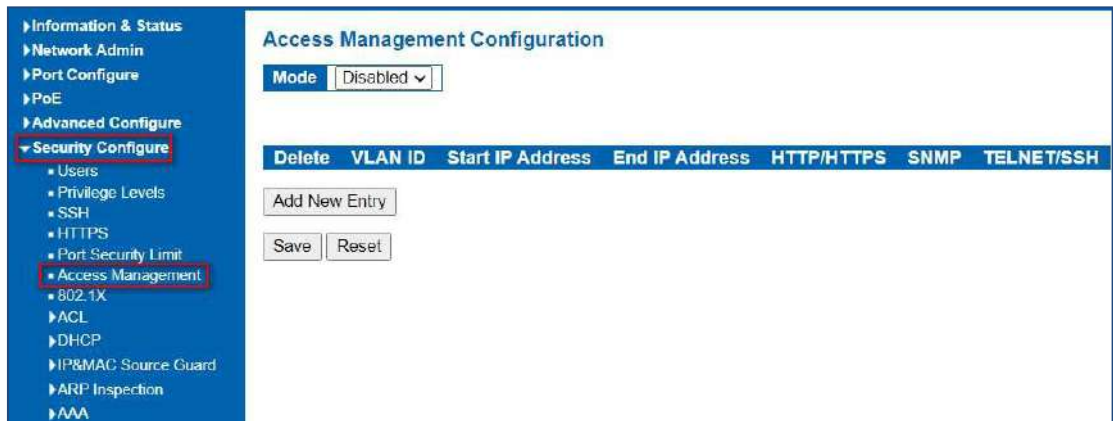 Information & Status
Network Admin
Port Configure
PoE
Advanced Configure
Security Configure
Users
Privilege Levels
SSH
HTTPS
Port Security Limit
Access Management
802.1X
ACL
DHCP
IP&MAC Source Guard
ARP Inspection
AAA
Access Management Configuration
Mode Disabled
Delete VLAN ID Start IP Address End IP Address HTTP/HTTPS SNMP TELNET/SSH
Add New Entry
Save Reset